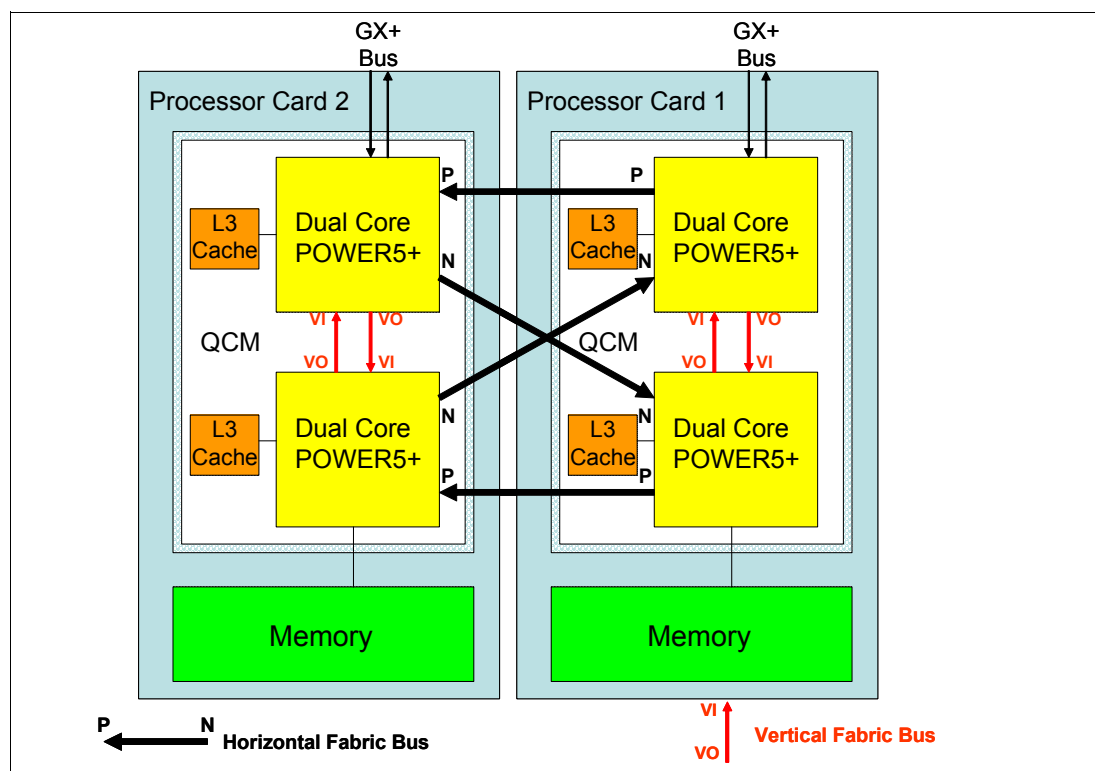 GX+
Bus
GX+
Bus
Processor Card 2
Processor Card 1
P
P
L3
Cache
Dual Core
POWER5+
L3
Cache
Dual Core
POWER5+
N
N
VI
VO
VI
VO
QCM
QCM
VO
VI
VO
VI
L3
Cache
Dual Core
POWER5+
N
L3
Cache
N
Dual Core
POWER5+
P
P
Memory
Memory
P
N
Horizontal Fabric Bus
VI
VO
Vertical Fabric Bus